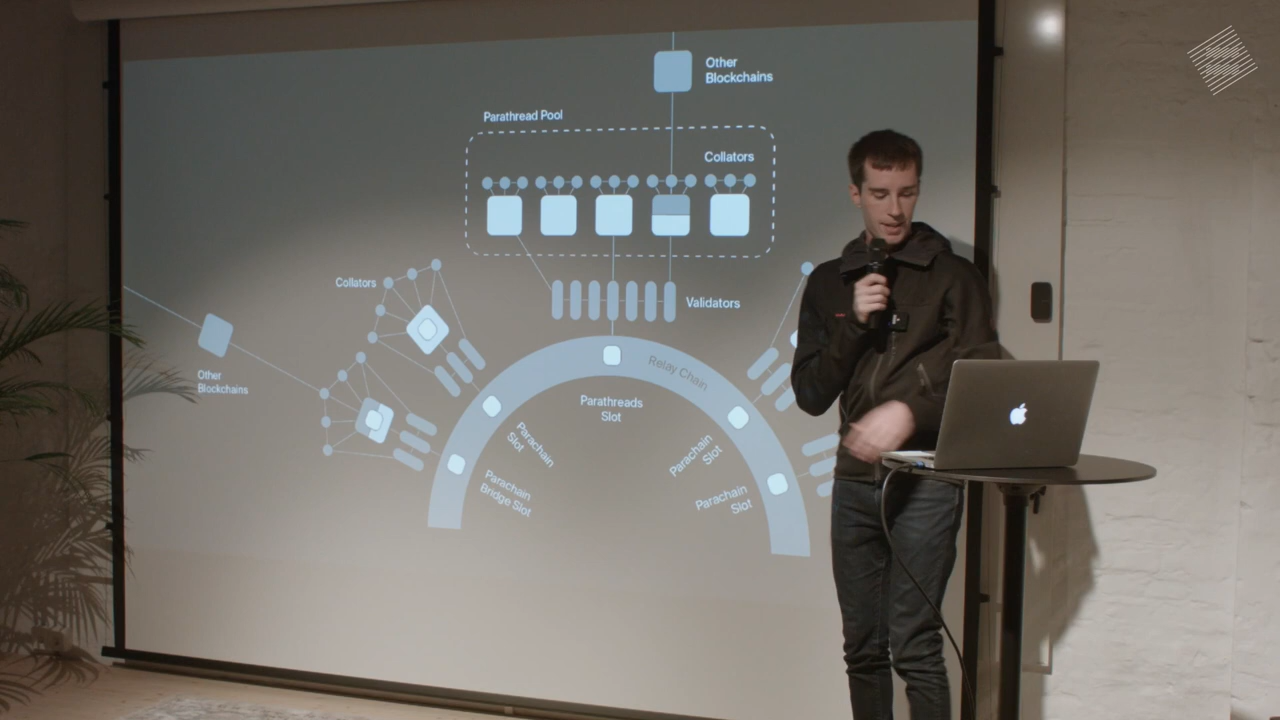 Other
Blockchains
Parathread Pool
Collators
Collators
Validators
Other
Blockchains
Relay Chain
Parathreads
Slot
Parachain
Slot
Parachain
Slot
Parachain
Bridge Slot
Parachain
Slot